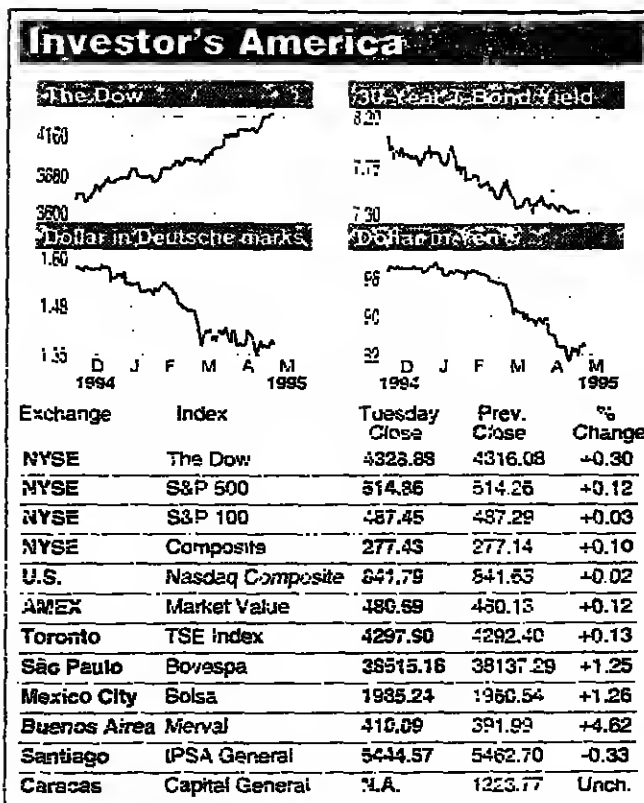 Investor's America
The Dow
4160
3880
3600
30-Year T-Bond Yield
8.20
7.75
7.30
Dollar in Deutsche marks
1.60
1.48
1.35
D J F M A M
1994 1995
Dollar in Yen
98
90
82
D J F M A M
1994 1995
Exchange Index Tuesday Close Prev. Close % Change
NYSE The Dow 4328.88 4316.08 +0.30
NYSE S&P 500 514.86 514.26 +0.12
NYSE S&P 100 487.45 487.29 +0.03
NYSE Composite 277.43 277.14 +0.10
U.S. Nasdaq Composite 841.79 841.63 +0.02
AMEX Market Value 480.69 480.13 +0.12
Toronto TSE Index 4297.90 4292.40 +0.13
São Paulo Bovespa 38137.29 +1.25
Mexico City Bolsa 1985.24 1960.54 +1.26
Buenos Aires Merval 410.09 391.99 +4.62
Santiago IPSA General 5444.57 5462.70 -0.33
Caracas Capital General N.A. 1223.77 Unch.